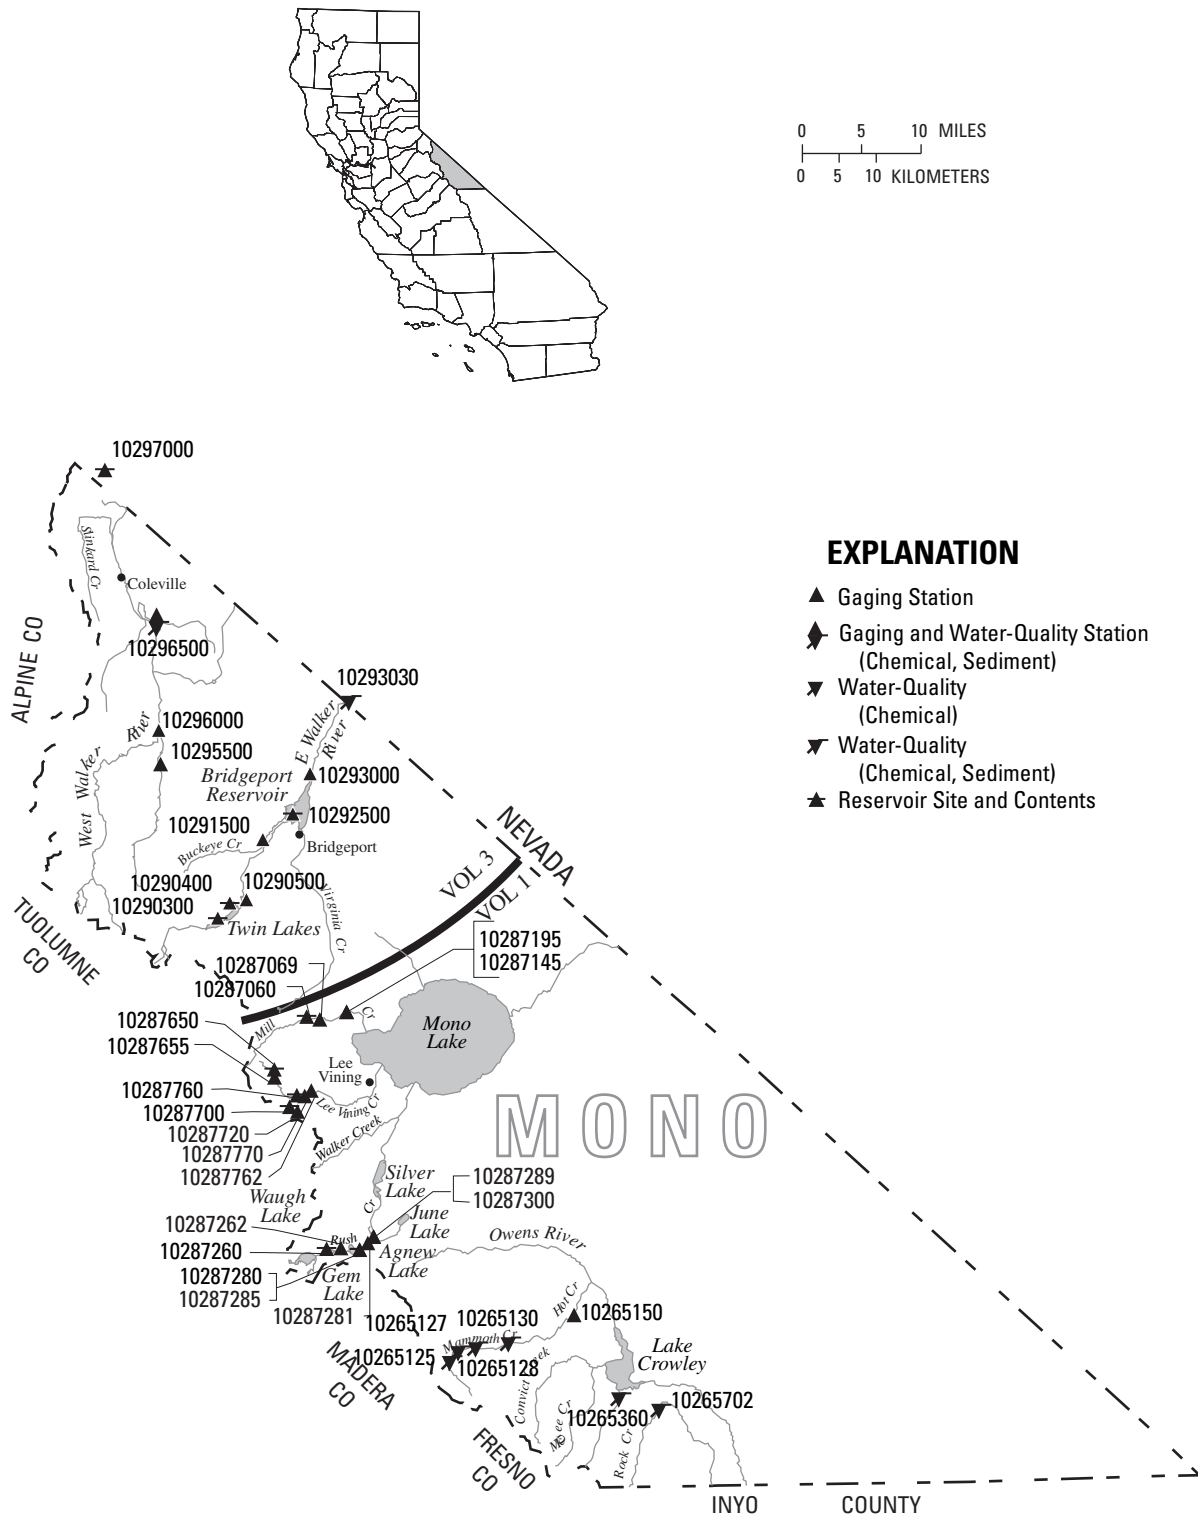 0 5 10 MILES
0 5 10 KILOMETERS
10297000
Slinkard Cr
Coleville
10296500
ALPINE CO
10293030
EXPLANATION
Gaging Station
Gaging and Water-Quality Station
(Chemical, Sediment)
Water-Quality
(Chemical)
Water-Quality
(Chemical, Sediment)
Reservoir Site and Contents
West Walker River
10296000
10295500
E Walker River
10293000
Bridgeport
Reservoir
10292500
10291500
Buckeye Cr
Bridgeport
10290400
10290500
10290300
Twin Lakes
Virginia Cr
TUOLUMNE
CO
NEVADA
VOL 3
VOL 1
10287195
10287145
10287069
10287060
Mill Cr
Mono
Lake
10287650
10287655
Lee
Vining
10287760
10287700
10287720
10287770
10287762
Lee Vining Cr
Walker Creek
MONO
Silver
Lake
10287289
10287300
Waugh
Lake
June
Lake
10287262
10287260
Rush Cr
Agnew
Lake
Owens River
10287280
10287285
Gem
Lake
10287281
10265127
10265130
Hot Cr
10265150
Mammoth Cr
10265125
10265128
Lake
Crowley
MADERA
CO
Convict Creek
McGee Cr
10265360
10265702
Rock Cr
FRESNO
CO
INYO COUNTY